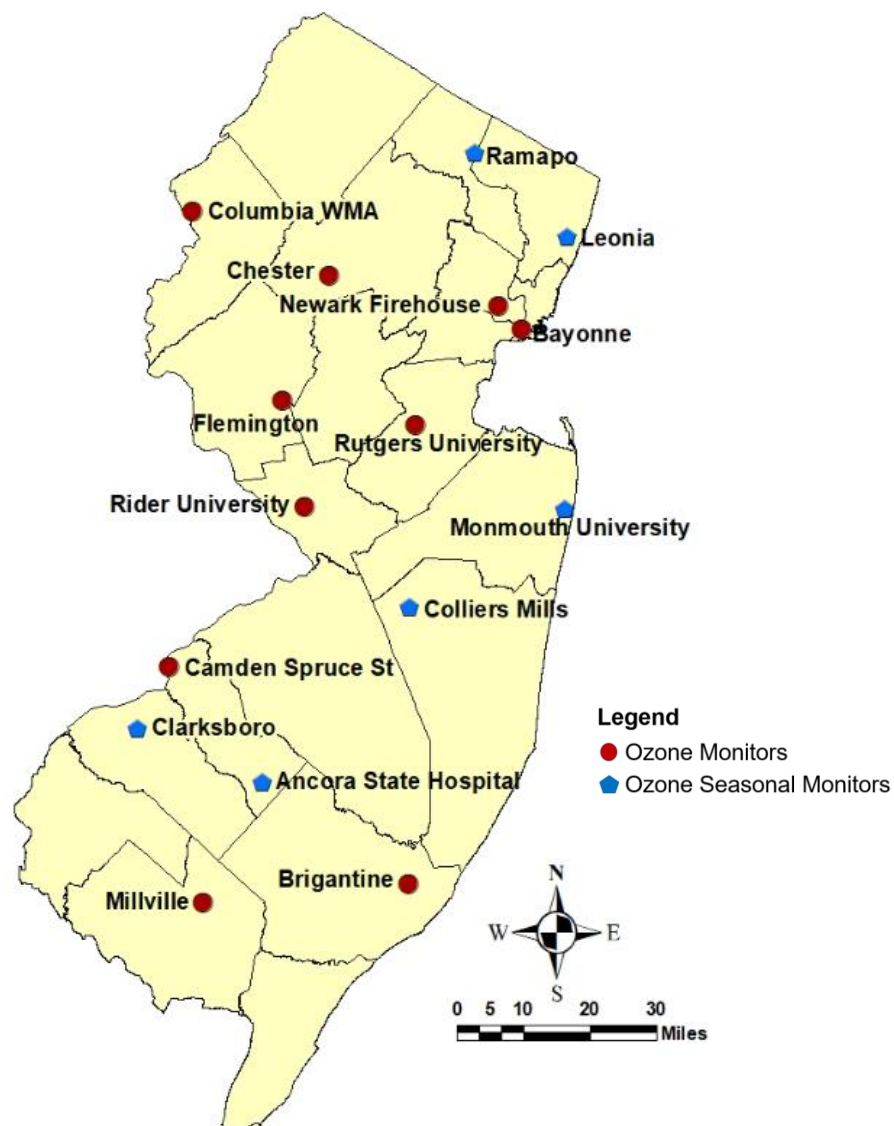 Ramapo
Columbia WMA
Leonia
Chester
Newark Firehouse
Bayonne
Flemington
Rutgers University
Rider University
Monmouth University
Colliers Mills
Camden Spruce St
Clarksboro
Ancora State Hospital
Brigantine
Millville
Legend
Ozone Monitors
Ozone Seasonal Monitors
N
W E
S
0 5 10 20 30
Miles